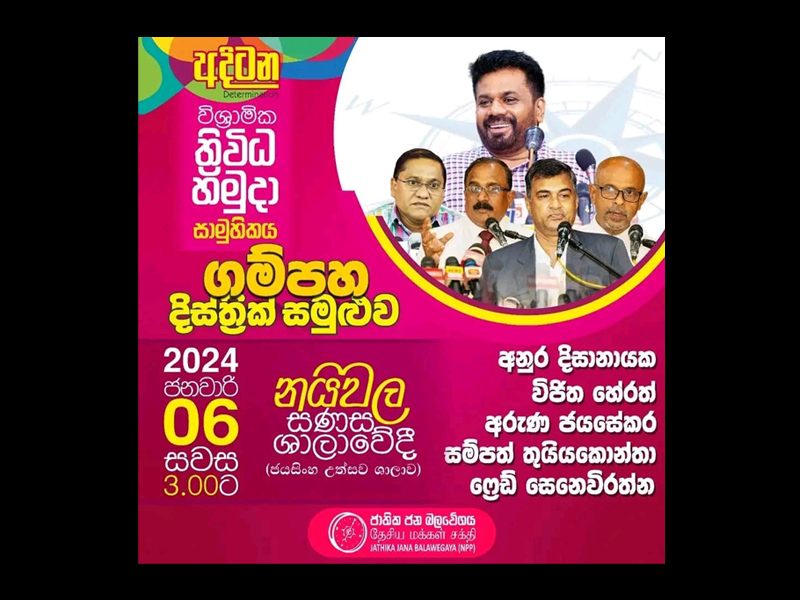 අදිටන
Determination
විශ්‍රාමික
ත්‍රිවිධ
හමුදා
සාමුහිකය
ගම්පහ
දිස්ත්‍රික් සමුළුව
2024
ජනවාරි
06
සවස
3.00ට
නයිවල
සණස
ශාලාවේදී
(ජයසිංහ උත්සව ශාලාව)
අනුර දිසානායක
විජිත හේරත්
අරුණ ජයසේකර
සම්පත් තුයියකොන්තා
ෆ්‍රෙඩ් සෙනෙවිරත්න
ජාතික ජන බලවේගය
தேசிய மக்கள் சக்தி
JATHIKA JANA BALAWEGAYA (NPP)